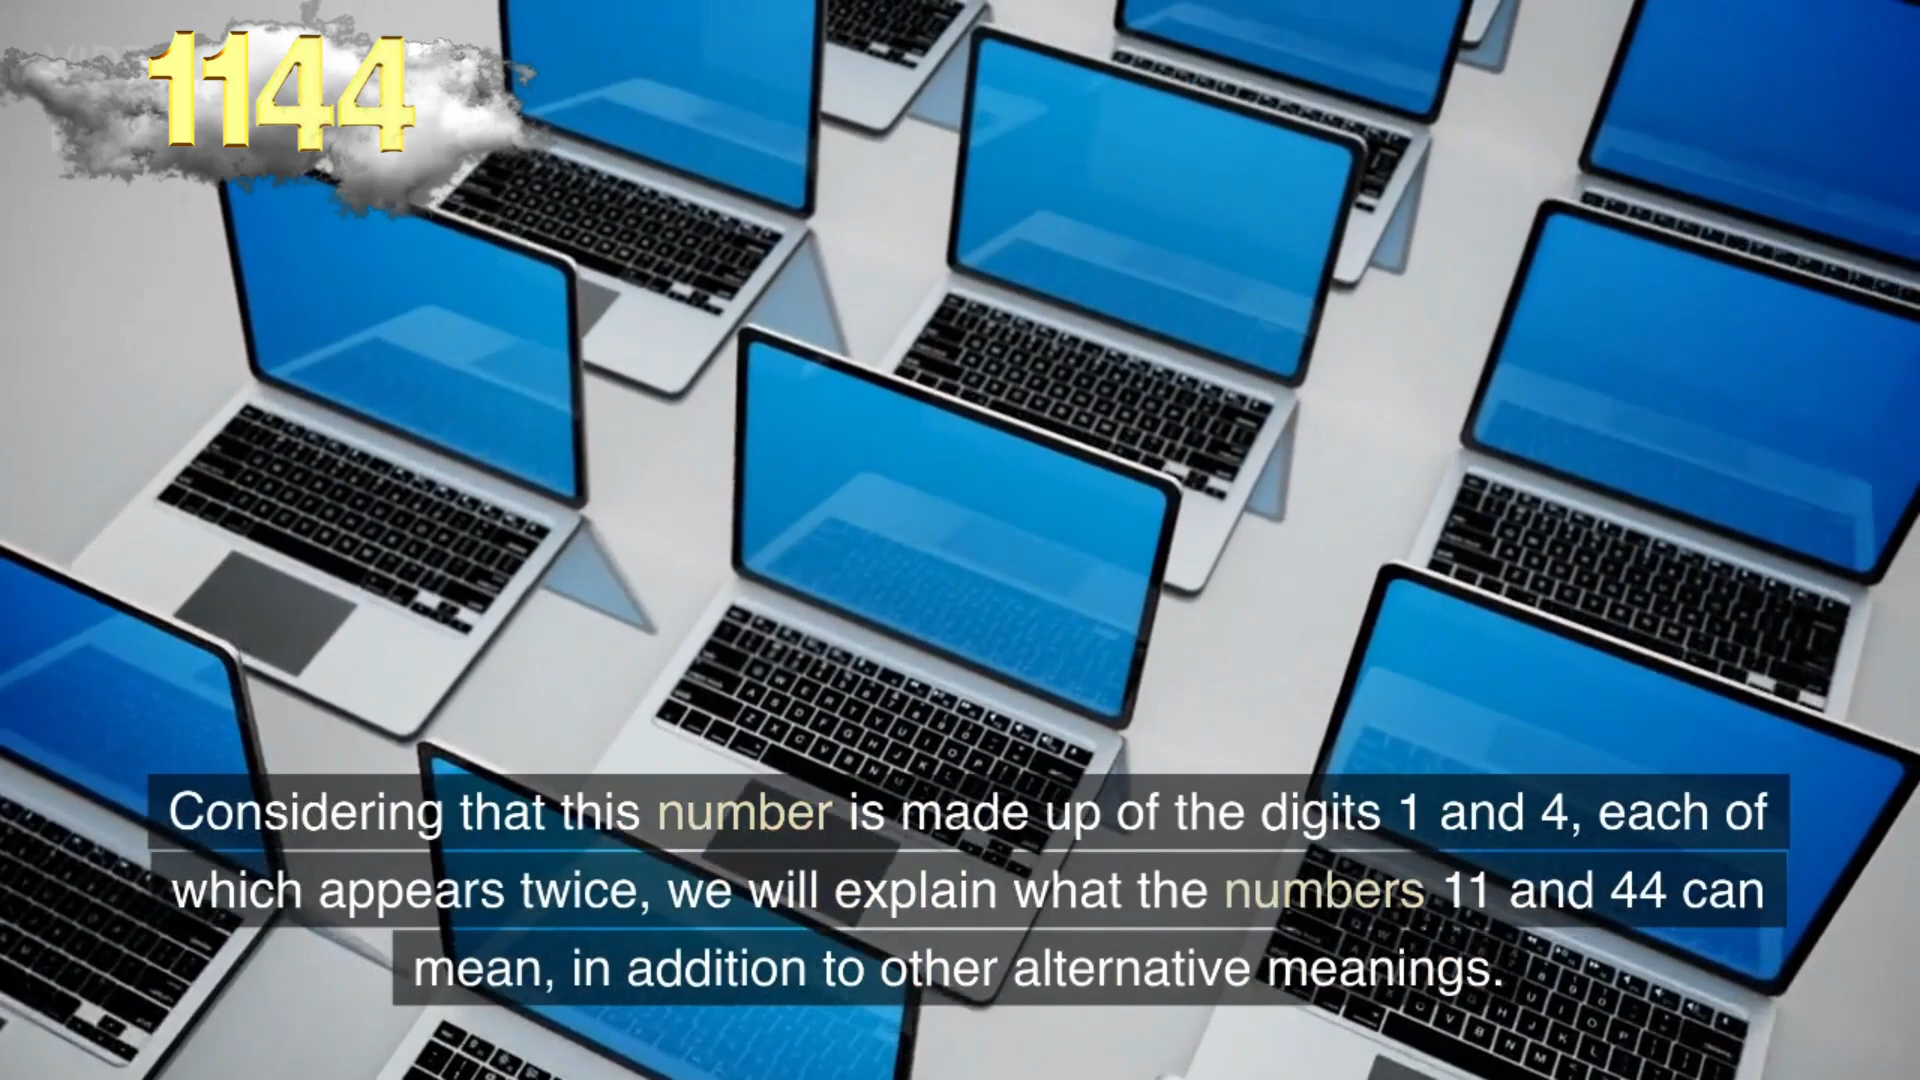 1144
Considering that this number is made up of the digits 1 and 4, each of
which appears twice, we will explain what the numbers 11 and 44 can
mean, in addition to other alternative meanings.